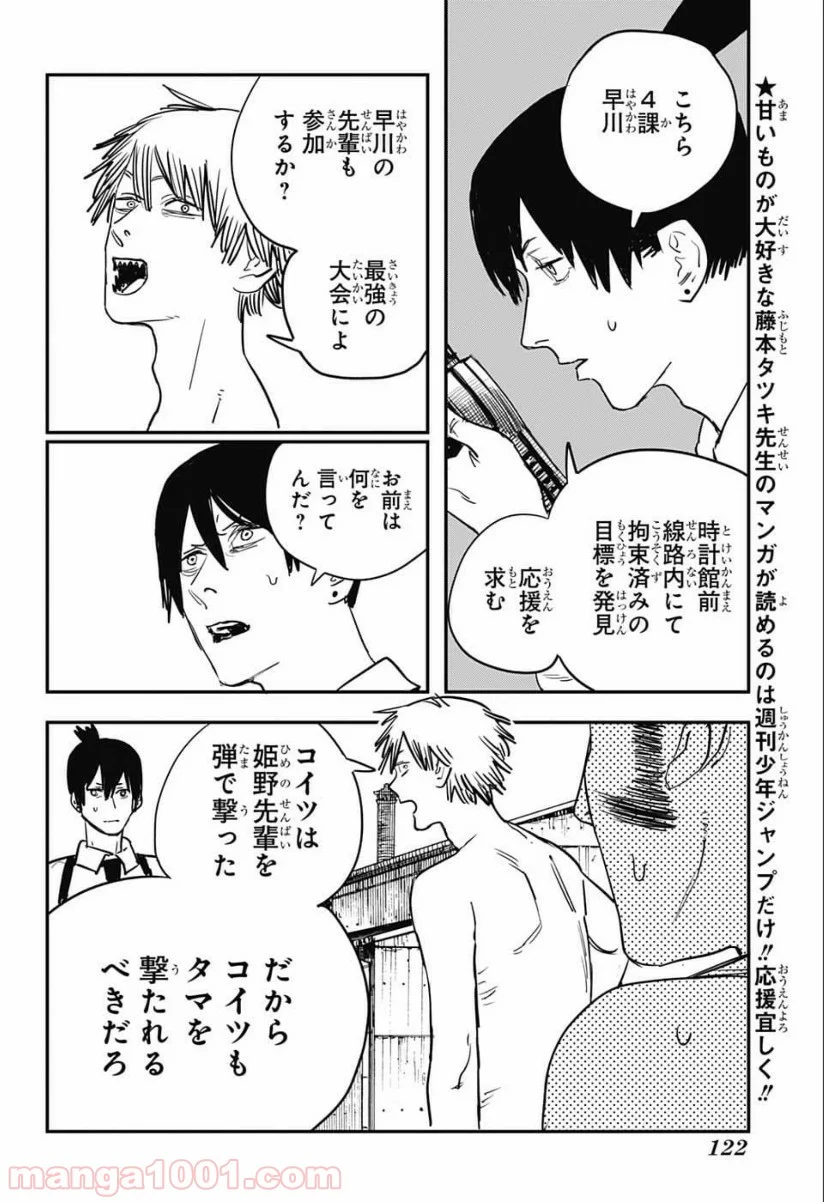 ★甘いものが大好きな藤本タツキ先生のマンガが読めるのは週刊少年ジャンプだけ!!応援宜しく!!
こちら
4課
早川
時計館前
線路内にて
拘束済みの
目標を発見
応援を
求む
早川の
先輩も
参加
するか?
最強の
大会によ
お前は
何を
言って
んだ?
コイツは
姫野先輩を
弾で撃った
だから
コイツも
タマを
撃たれる
べきだろ
122
manga1001.com